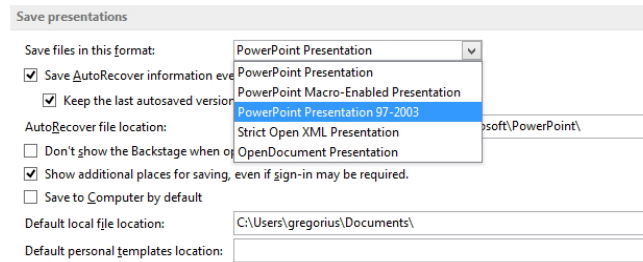 Save presentations
Save files in this format: PowerPoint Presentation
Save AutoRecover information eve
PowerPoint Presentation
PowerPoint Macro-Enabled Presentation
Keep the last autosaved version
PowerPoint Presentation 97-2003
AutoRecover file location: osoft\PowerPoint\
Strict Open XML Presentation
Don't show the Backstage when op
OpenDocument Presentation
Show additional places for saving, even if sign-in may be required.
Save to Computer by default
Default local file location: C:\Users\gregorius\Documents\
Default personal templates location: